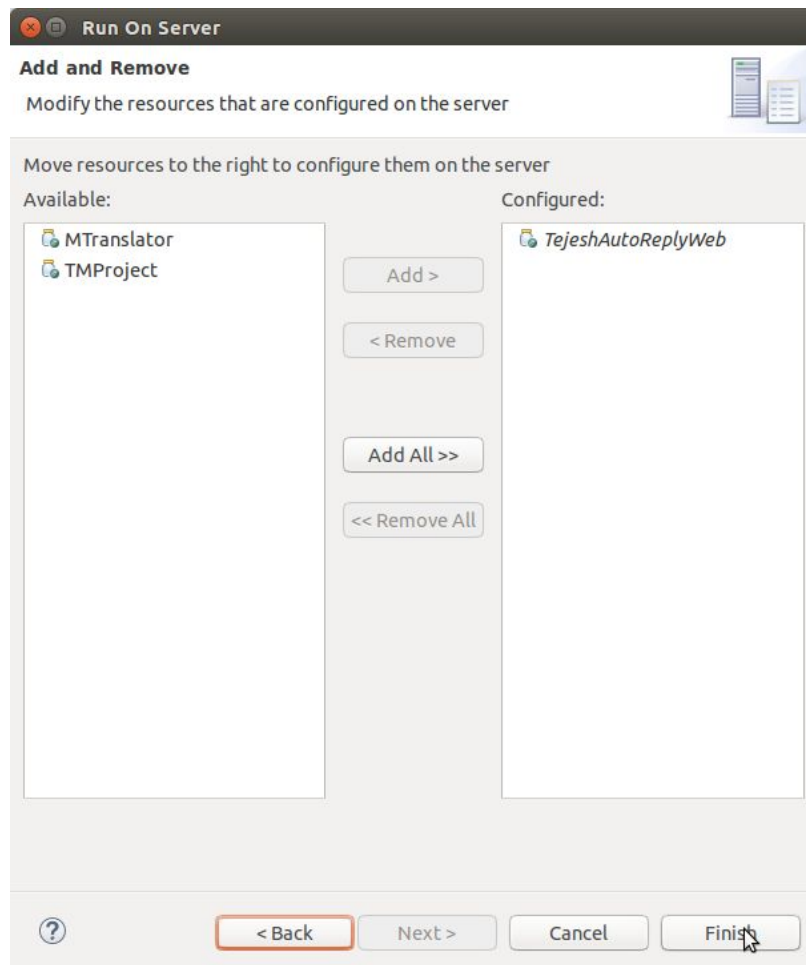 Run On Server
Add and Remove
Modify the resources that are configured on the server
Move resources to the right to configure them on the server
Available:
Configured:
MTranslator
TMProject
Add >
< Remove
Add All >>
<< Remove All
TejeshAutoReplyWeb
?
< Back
Next >
Cancel
Finish